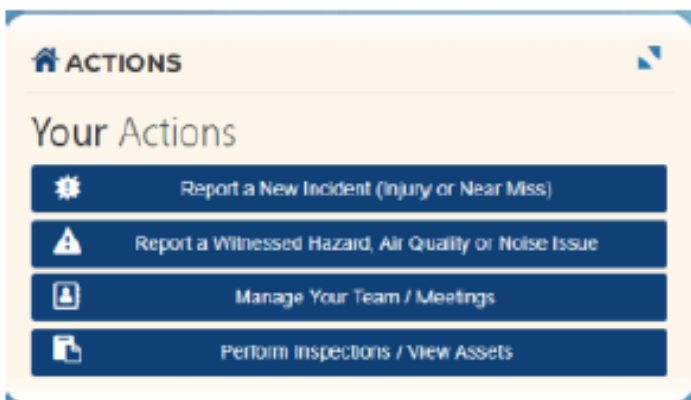 ACTIONS
Your Actions
Report a New Incident (Injury or Near Miss)
Report a Witnessed Hazard, Air Quality or Noise Issue
Manage Your Team / Meetings
Perform Inspections / View Assets